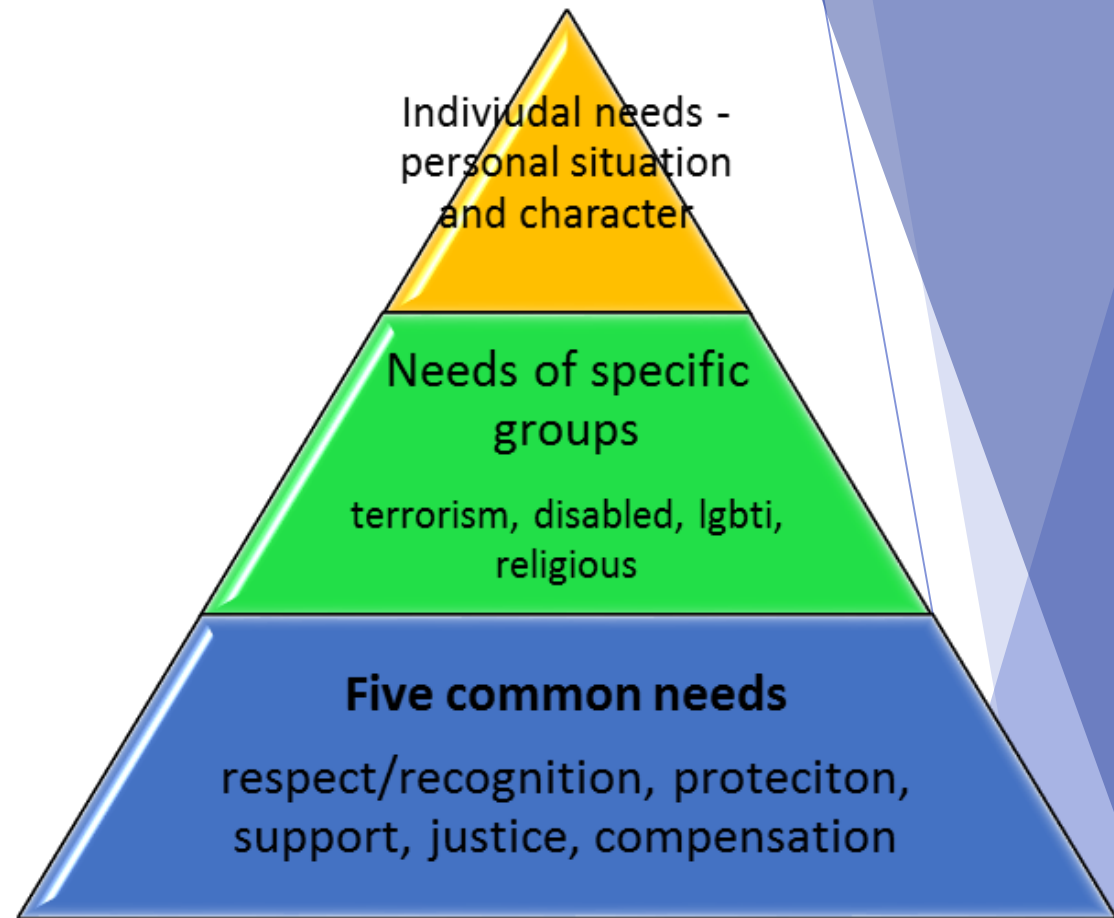 Indiviudal needs -
personal situation
and character
Needs of specific
groups
terrorism, disabled, lgbti,
religious
Five common needs
respect/recognition, proteciton,
support, justice, compensation